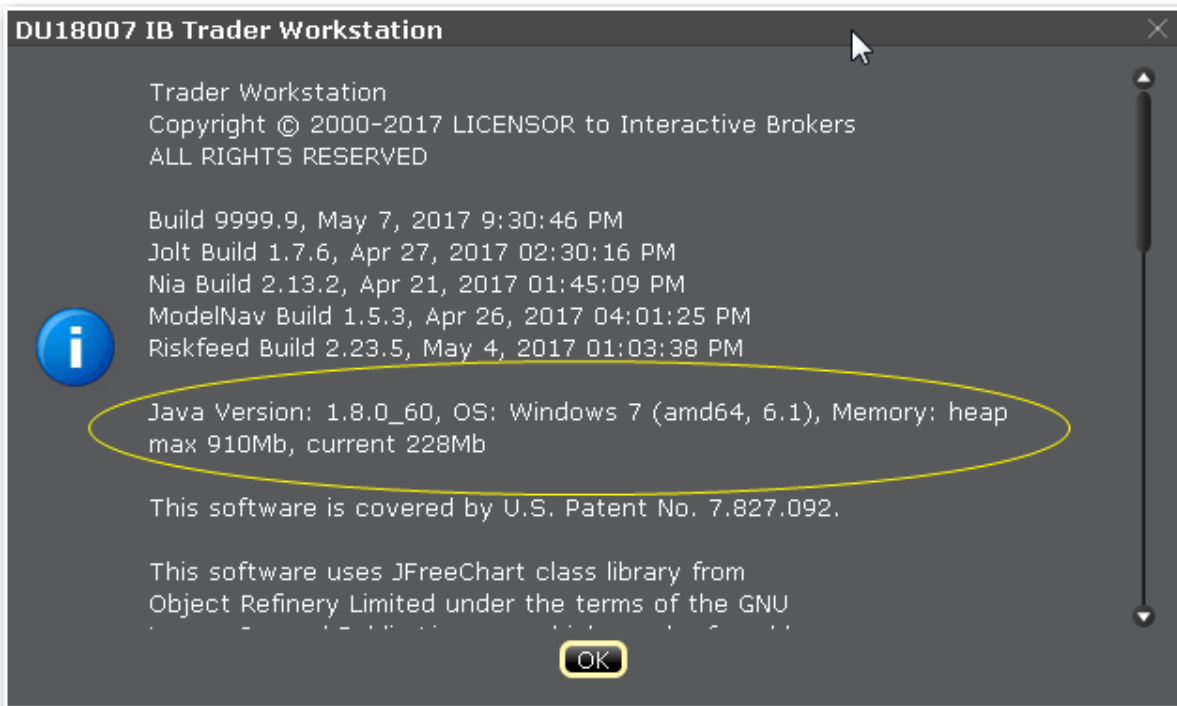 DU18007 IB Trader Workstation
Trader Workstation
Copyright © 2000-2017 LICENSOR to Interactive Brokers
ALL RIGHTS RESERVED
Build 9999.9, May 7, 2017 9:30:46 PM
Jolt Build 1.7.6, Apr 27, 2017 02:30:16 PM
Nia Build 2.13.2, Apr 21, 2017 01:45:09 PM
ModelNav Build 1.5.3, Apr 26, 2017 04:01:25 PM
Riskfeed Build 2.23.5, May 4, 2017 01:03:38 PM
Java Version: 1.8.0_60, OS: Windows 7 (amd64, 6.1), Memory: heap
max 910Mb, current 228Mb
This software is covered by U.S. Patent No. 7.827.092.
This software uses JFreeChart class library from
Object Refinery Limited under the terms of the GNU
OK